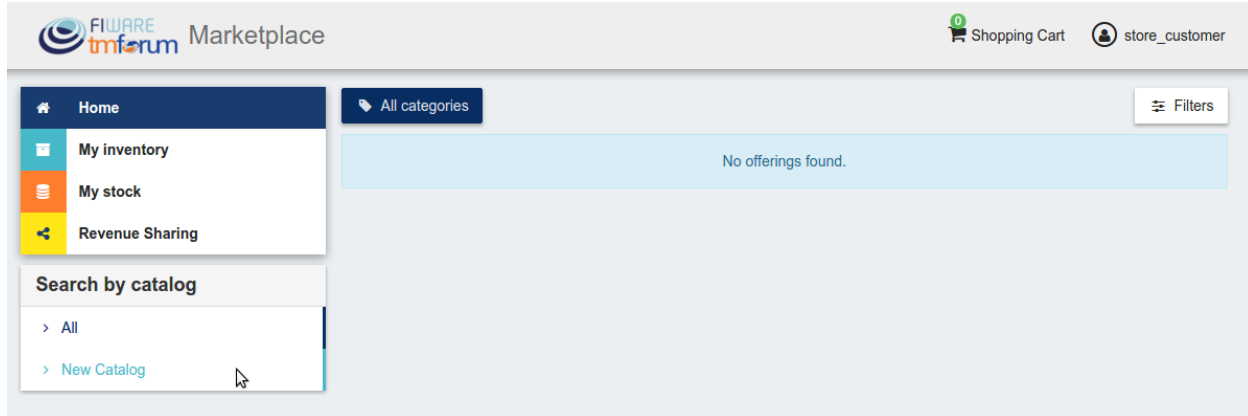 FIWARE
tmforum
Marketplace
0
Shopping Cart
store_customer
Home
My inventory
My stock
Revenue Sharing
Search by catalog
All
New Catalog
All categories
Filters
No offerings found.